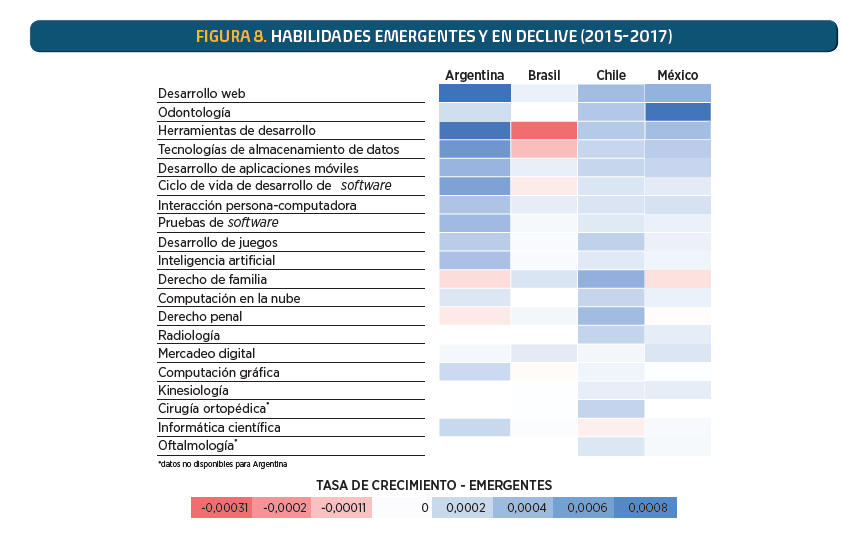 FIGURA 8. HABILIDADES EMERGENTES Y EN DECLIVE (2015-2017)
Argentina Brasil Chile México
Desarrollo web
Odontología
Herramientas de desarrollo
Tecnologías de almacenamiento de datos
Desarrollo de aplicaciones móviles
Ciclo de vida de desarrollo de software
Interacción persona-computadora
Pruebas de software
Desarrollo de juegos
Inteligencia artificial
Derecho de familia
Computación en la nube
Derecho penal
Radiología
Mercadeo digital
Computación gráfica
Kinesiología
Cirugía ortopédica*
Informática científica
Oftalmología*
*datos no disponibles para Argentina
TASA DE CRECIMIENTO - EMERGENTES
-0,00031 -0,0002 -0,00011 0 0,0002 0,0004 0,0006 0,0008